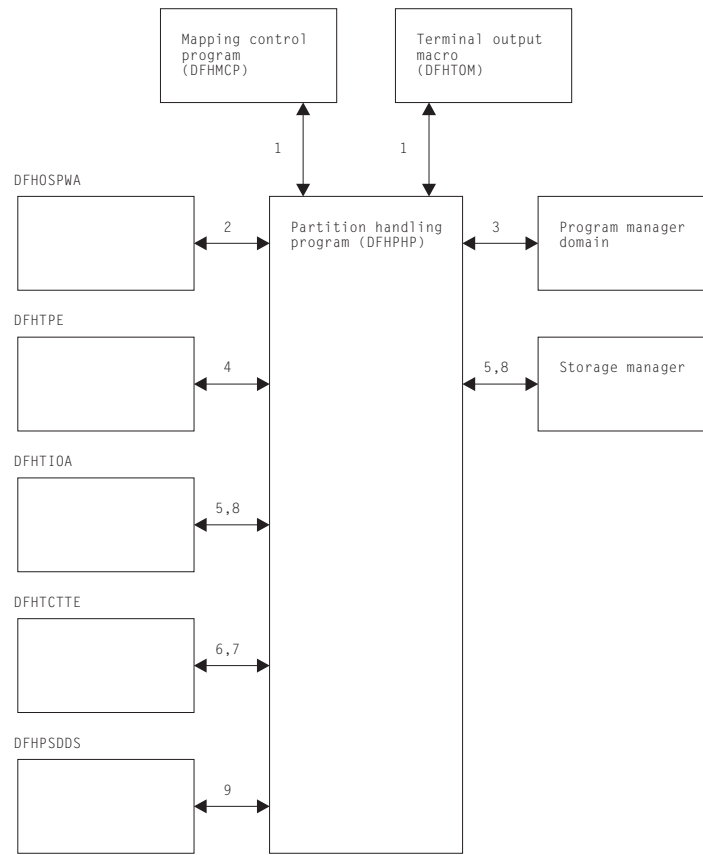 Mapping control
program
(DFHMCP)
Terminal output
macro
(DFHTOM)
1
1
DFHOSPWA
2
Partition handling
program (DFHPHP)
3
Program manager
domain
DFHTPE
4
5,8
Storage manager
DFHTIOA
5,8
DFHTCTTE
6,7
DFHPSDDS
9